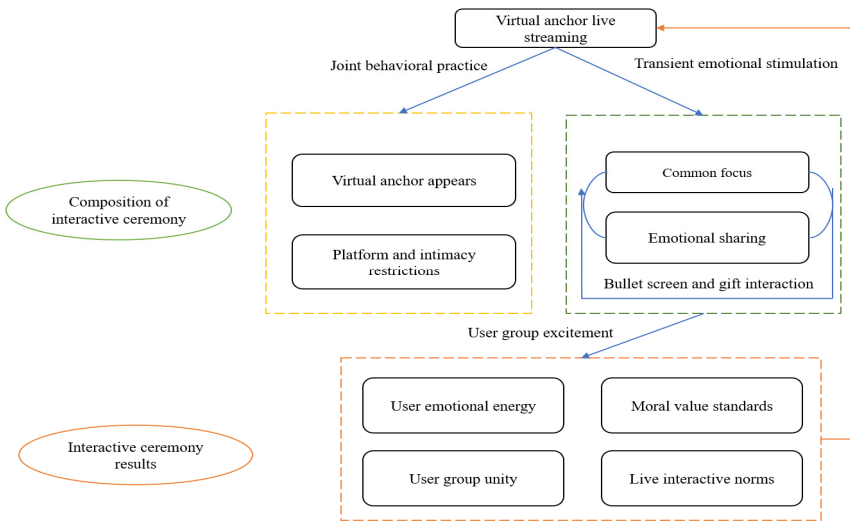 Virtual anchor live
streaming
Joint behavioral practice
Transient emotional stimulation
Composition of
interactive ceremony
Virtual anchor appears
Platform and intimacy
restrictions
Common focus
Emotional sharing
Bullet screen and gift interaction
User group excitement
Interactive ceremony
results
User emotional energy
Moral value standards
User group unity
Live interactive norms